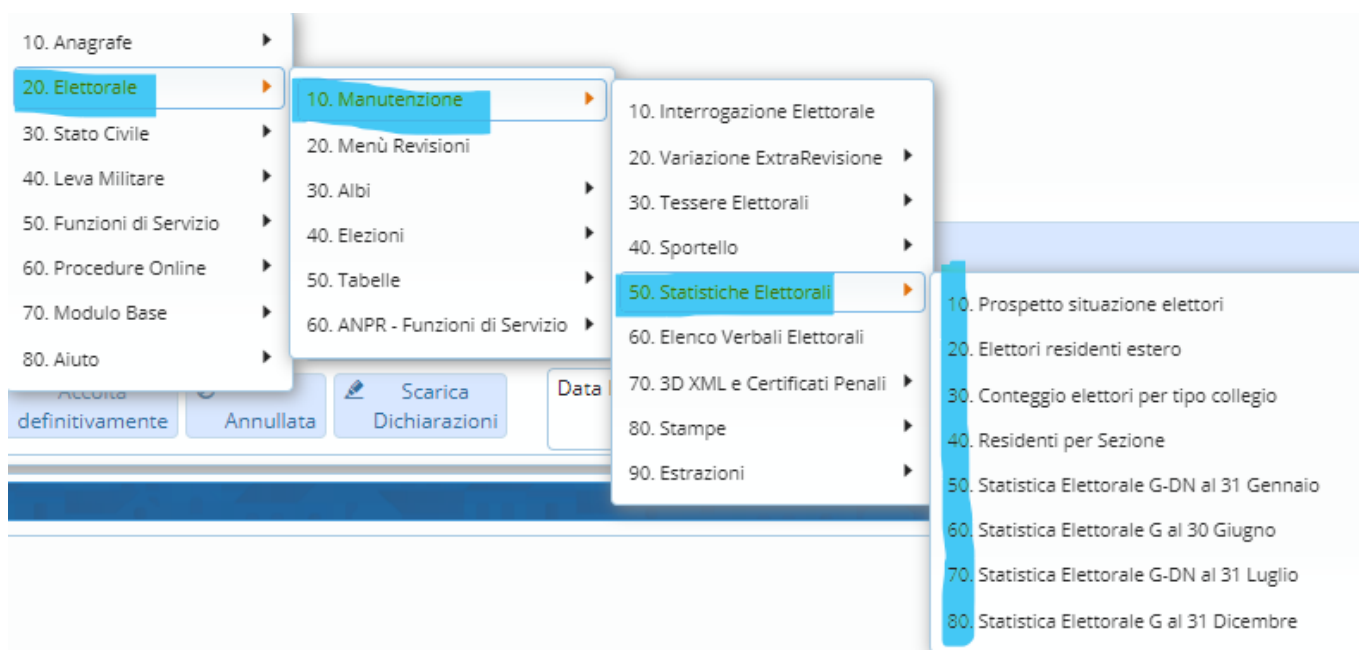 10. Anagrafe
20. Elettorale
30. Stato Civile
40. Leva Militare
50. Funzioni di Servizio
60. Procedure Online
70. Modulo Base
80. Aiuto
10. Manutenzione
20. Menù Revisioni
30. Albi
40. Elezioni
50. Tabelle
60. ANPR - Funzioni di Servizio
10. Interrogazione Elettorale
20. Variazione ExtraRevisione
30. Tessere Elettorali
40. Sportello
50. Statistiche Elettorali
60. Elenco Verbali Elettorali
70. 3D XML e Certificati Penali
80. Stampe
90. Estrazioni
10. Prospetto situazione elettori
20. Elettori residenti estero
30. Conteggio elettori per tipo collegio
40. Residenti per Sezione
50. Statistica Elettorale G-DN al 31 Gennaio
60. Statistica Elettorale G al 30 Giugno
70. Statistica Elettorale G-DN al 31 Luglio
80. Statistica Elettorale G al 31 Dicembre
definitivamente
Annullata
Scarica
Dichiarazioni
Data